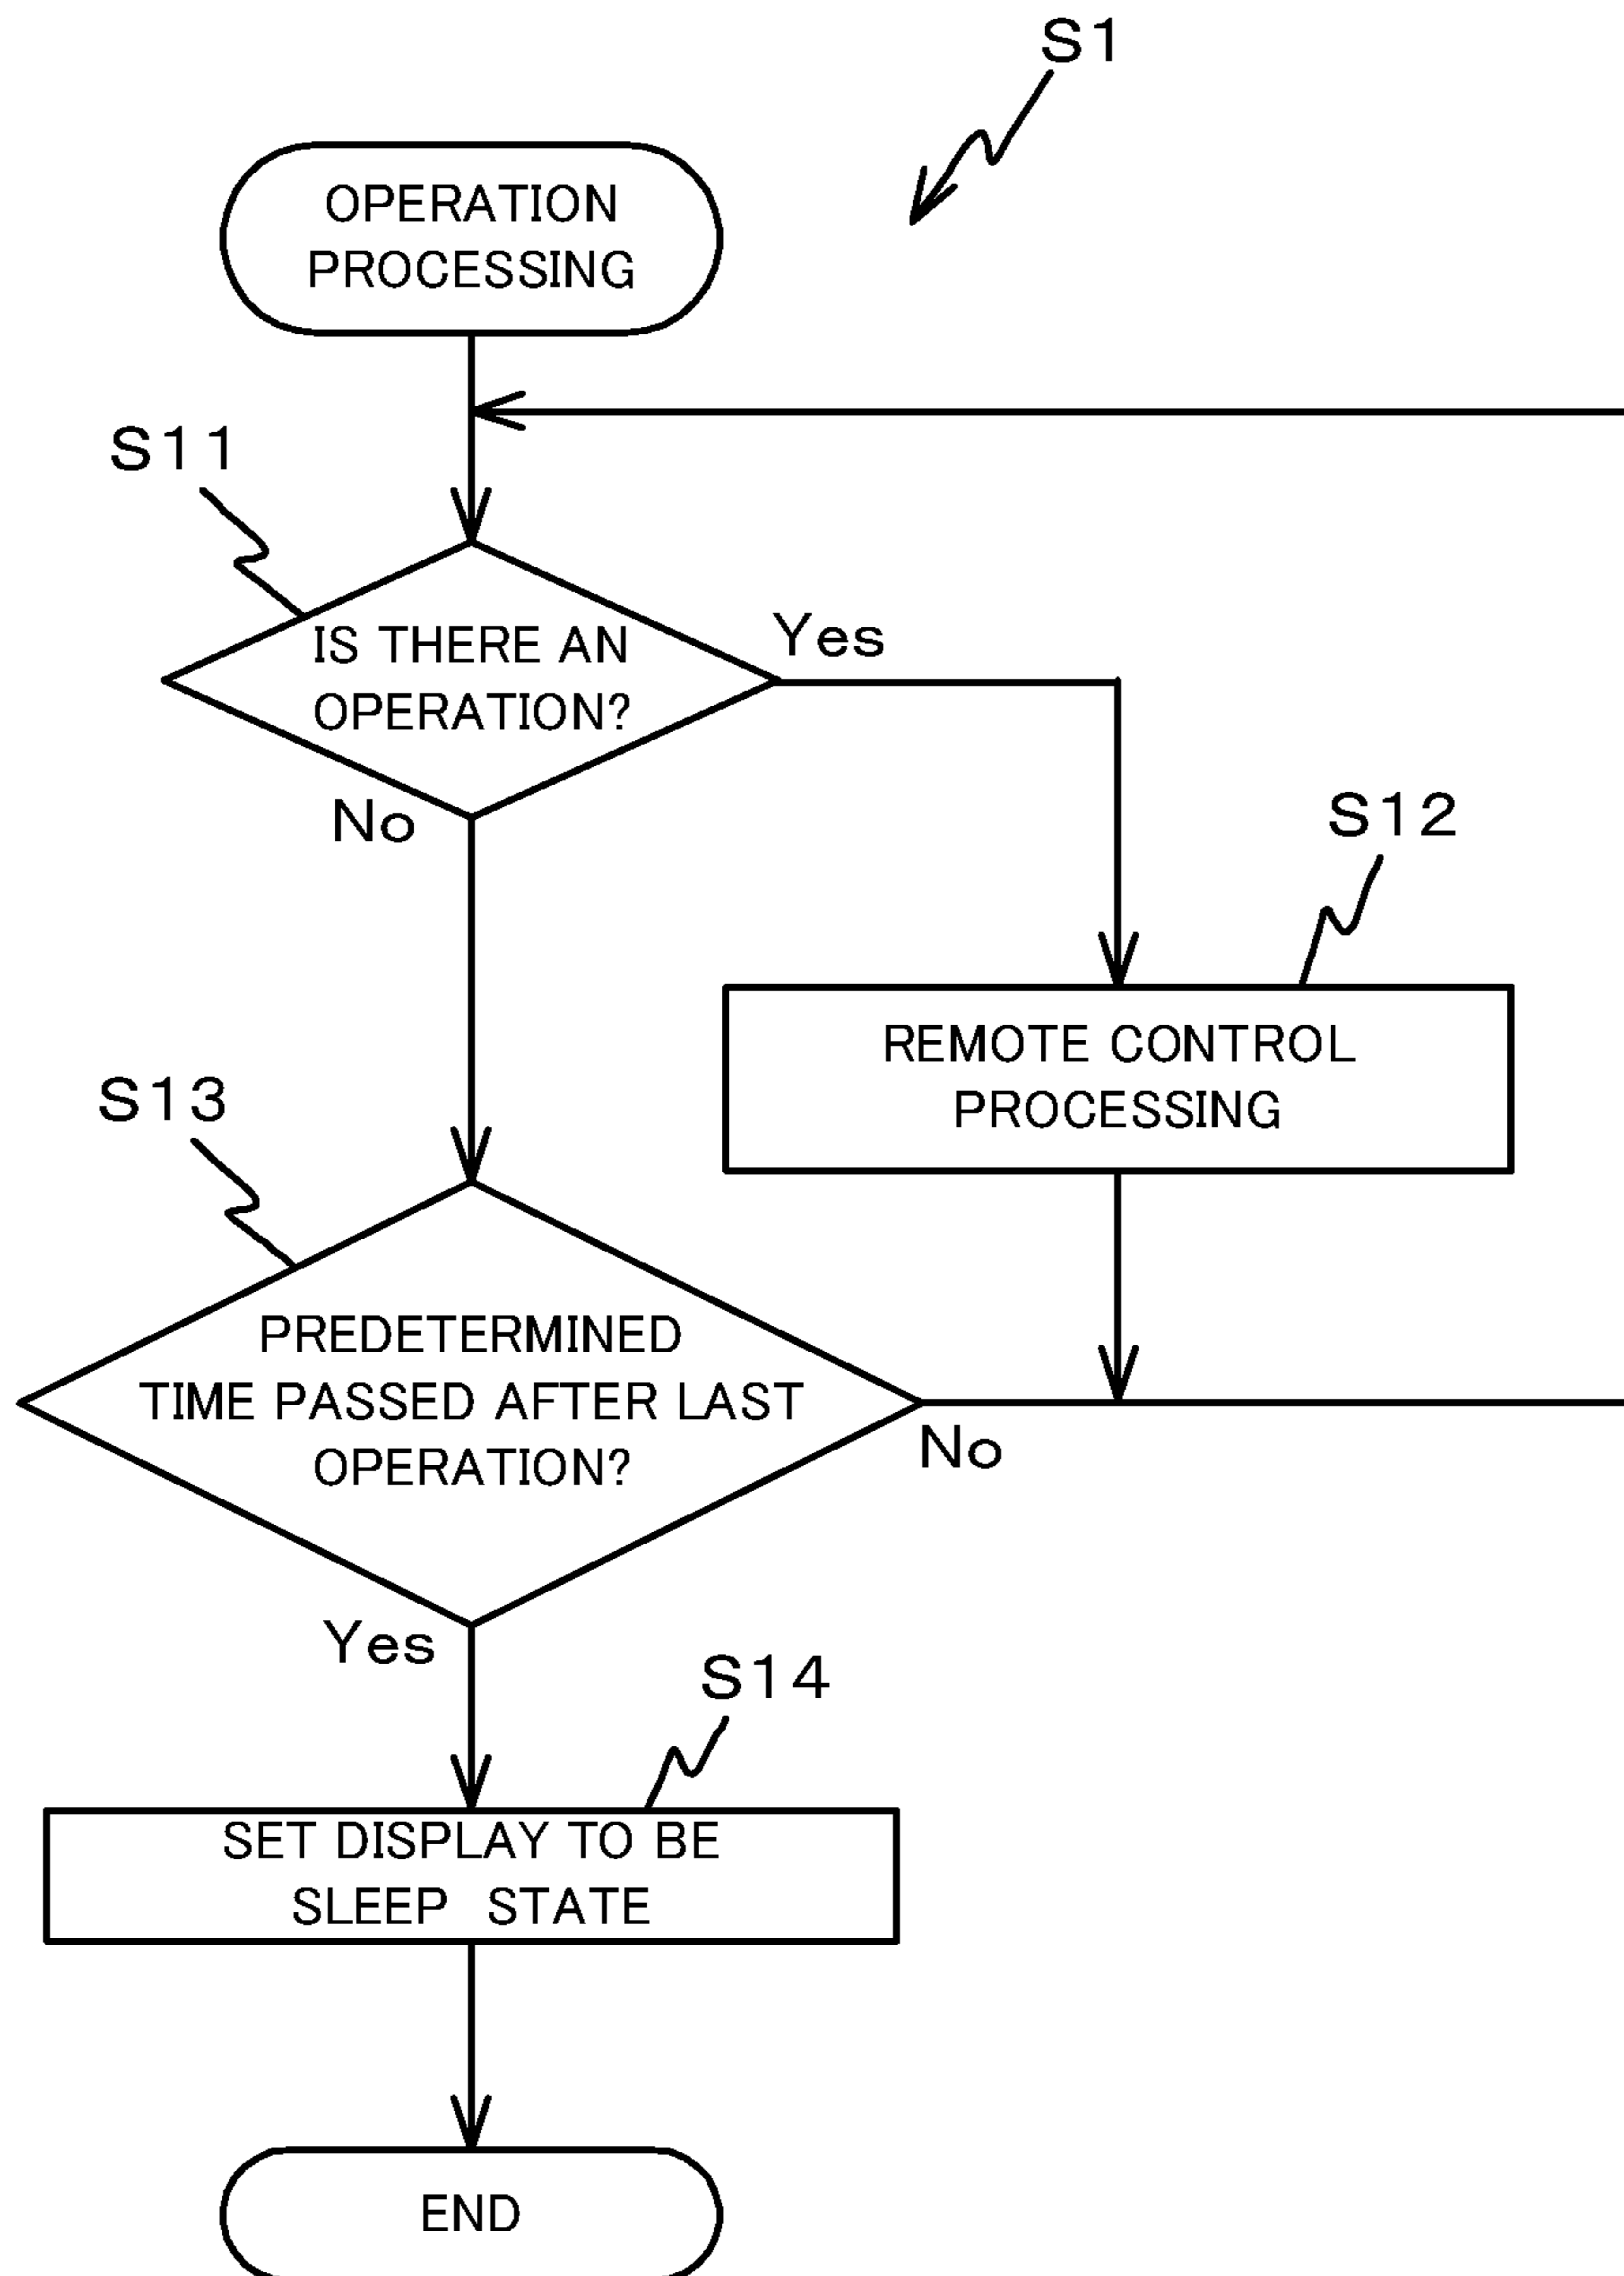 S1
OPERATION
PROCESSING
S11
IS THERE AN
OPERATION?
Yes
No
S12
REMOTE CONTROL
PROCESSING
S13
PREDETERMINED
TIME PASSED AFTER LAST
OPERATION?
No
Yes
S14
SET DISPLAY TO BE
SLEEP STATE
END